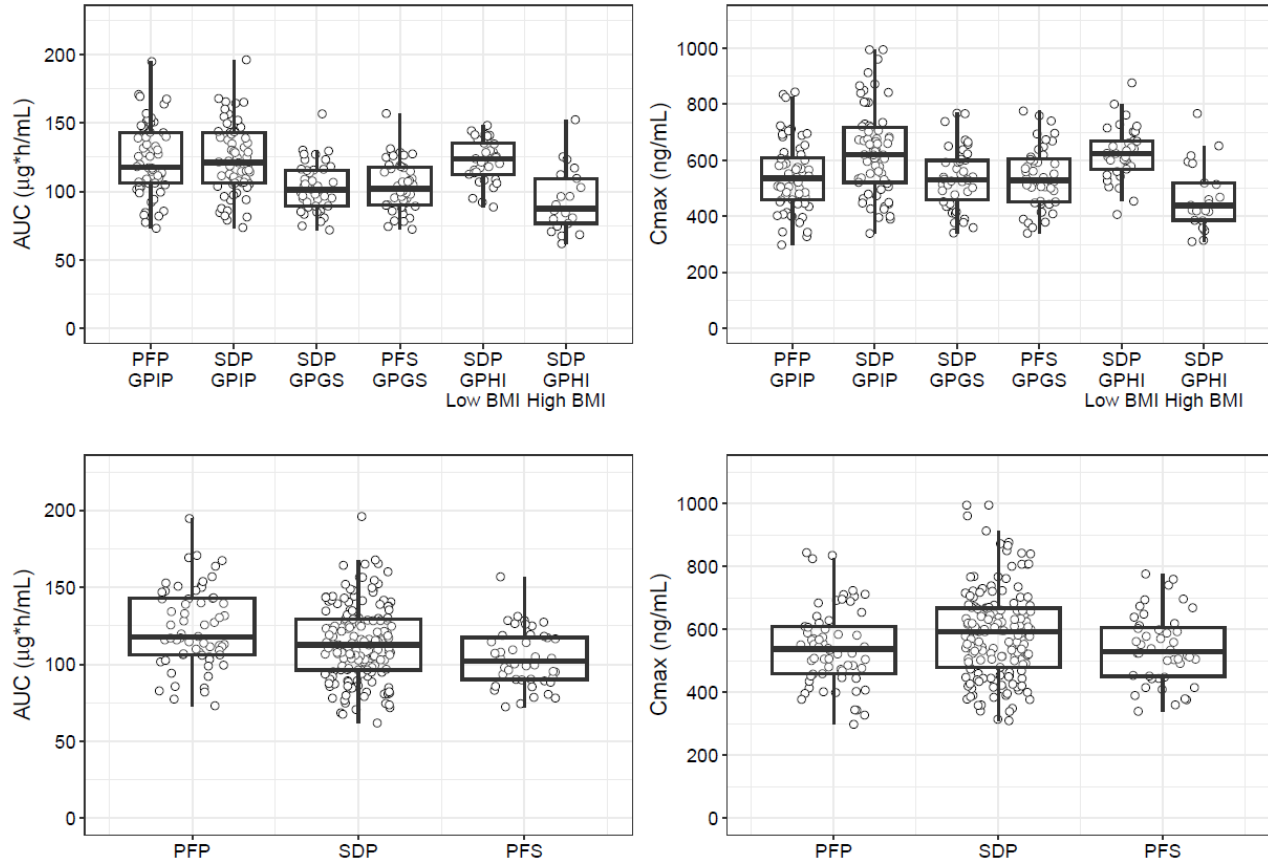 AUC (µg*h/mL)
200
150
100
50
0
PFP SDP SDP PFS SDP SDP
GPIP GPIP GPGS GPGS GPHI GPHI
Low BMI High BMI
Cmax (ng/mL)
1000
800
600
400
200
0
PFP SDP SDP PFS SDP SDP
GPIP GPIP GPGS GPGS GPHI GPHI
Low BMI High BMI
AUC (µg*h/mL)
200
150
100
50
0
PFP SDP PFS
Cmax (ng/mL)
1000
800
600
400
200
0
PFP SDP PFS